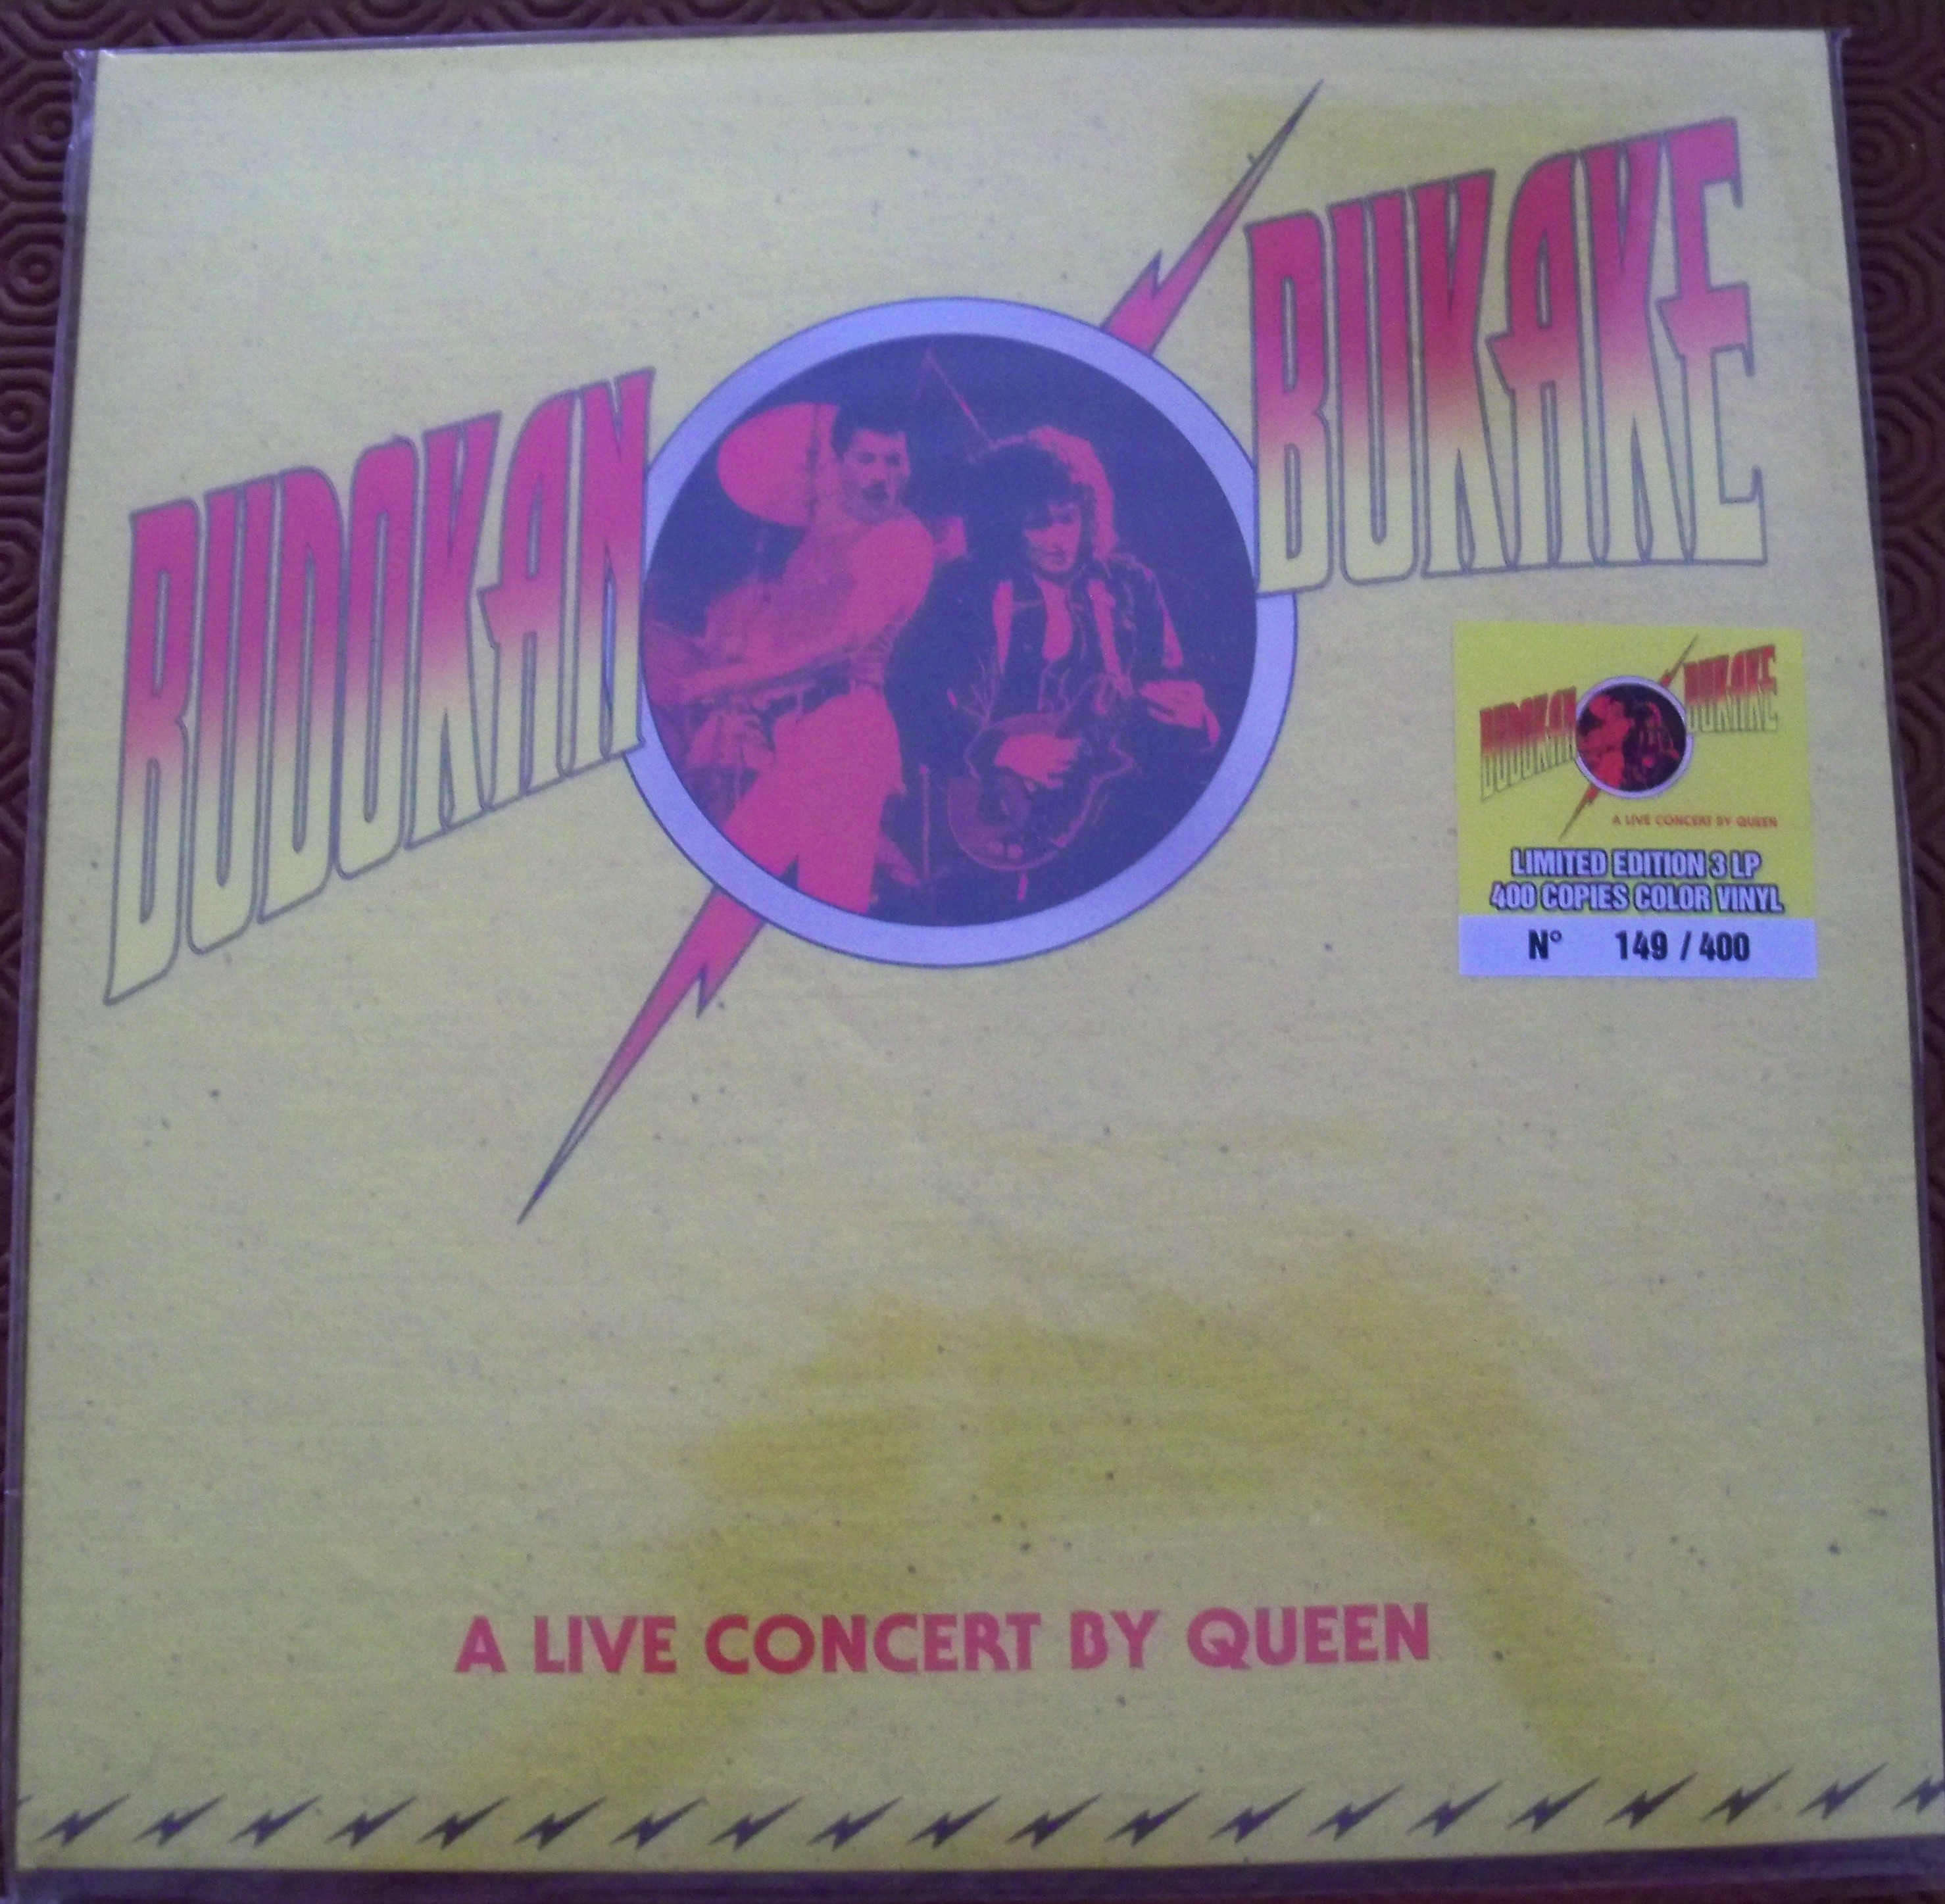 BUDOKAN BUKAKE
BUDOKAN BUKAKE
A LIVE CONCERT BY QUEEN
LIMITED EDITION 3 LP
400 COPIES COLOR VINYL
N° 149 / 400
A LIVE CONCERT BY QUEEN